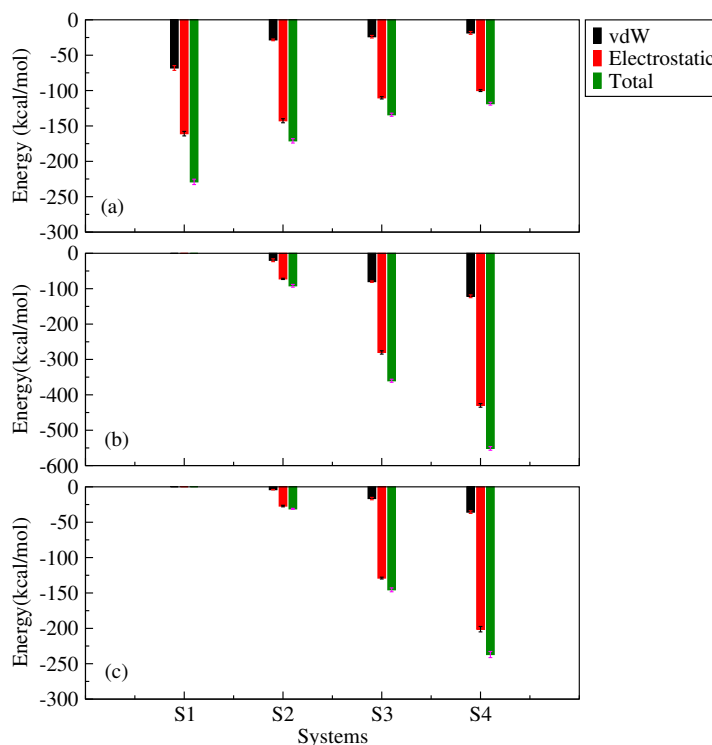 0
-50
-100
-150
-200
-250
-300
Energy (kcal/mol)
(a)
vdW
Electrostatic
Total
0
-100
-200
-300
-400
-500
-600
Energy(kcal/mol)
(b)
0
-50
-100
-150
-200
-250
-300
Energy(kcal/mol)
(c)
S1 S2 S3 S4
Systems